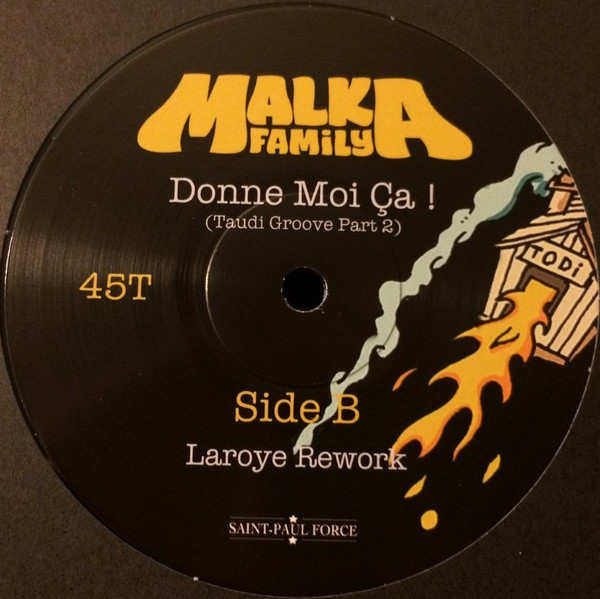 MALKA
FAMiLY
Donne Moi Ça !
(Taudi Groove Part 2)
TODi
45T
Side B
Laroye Rework
SAINT-PAUL FORCE